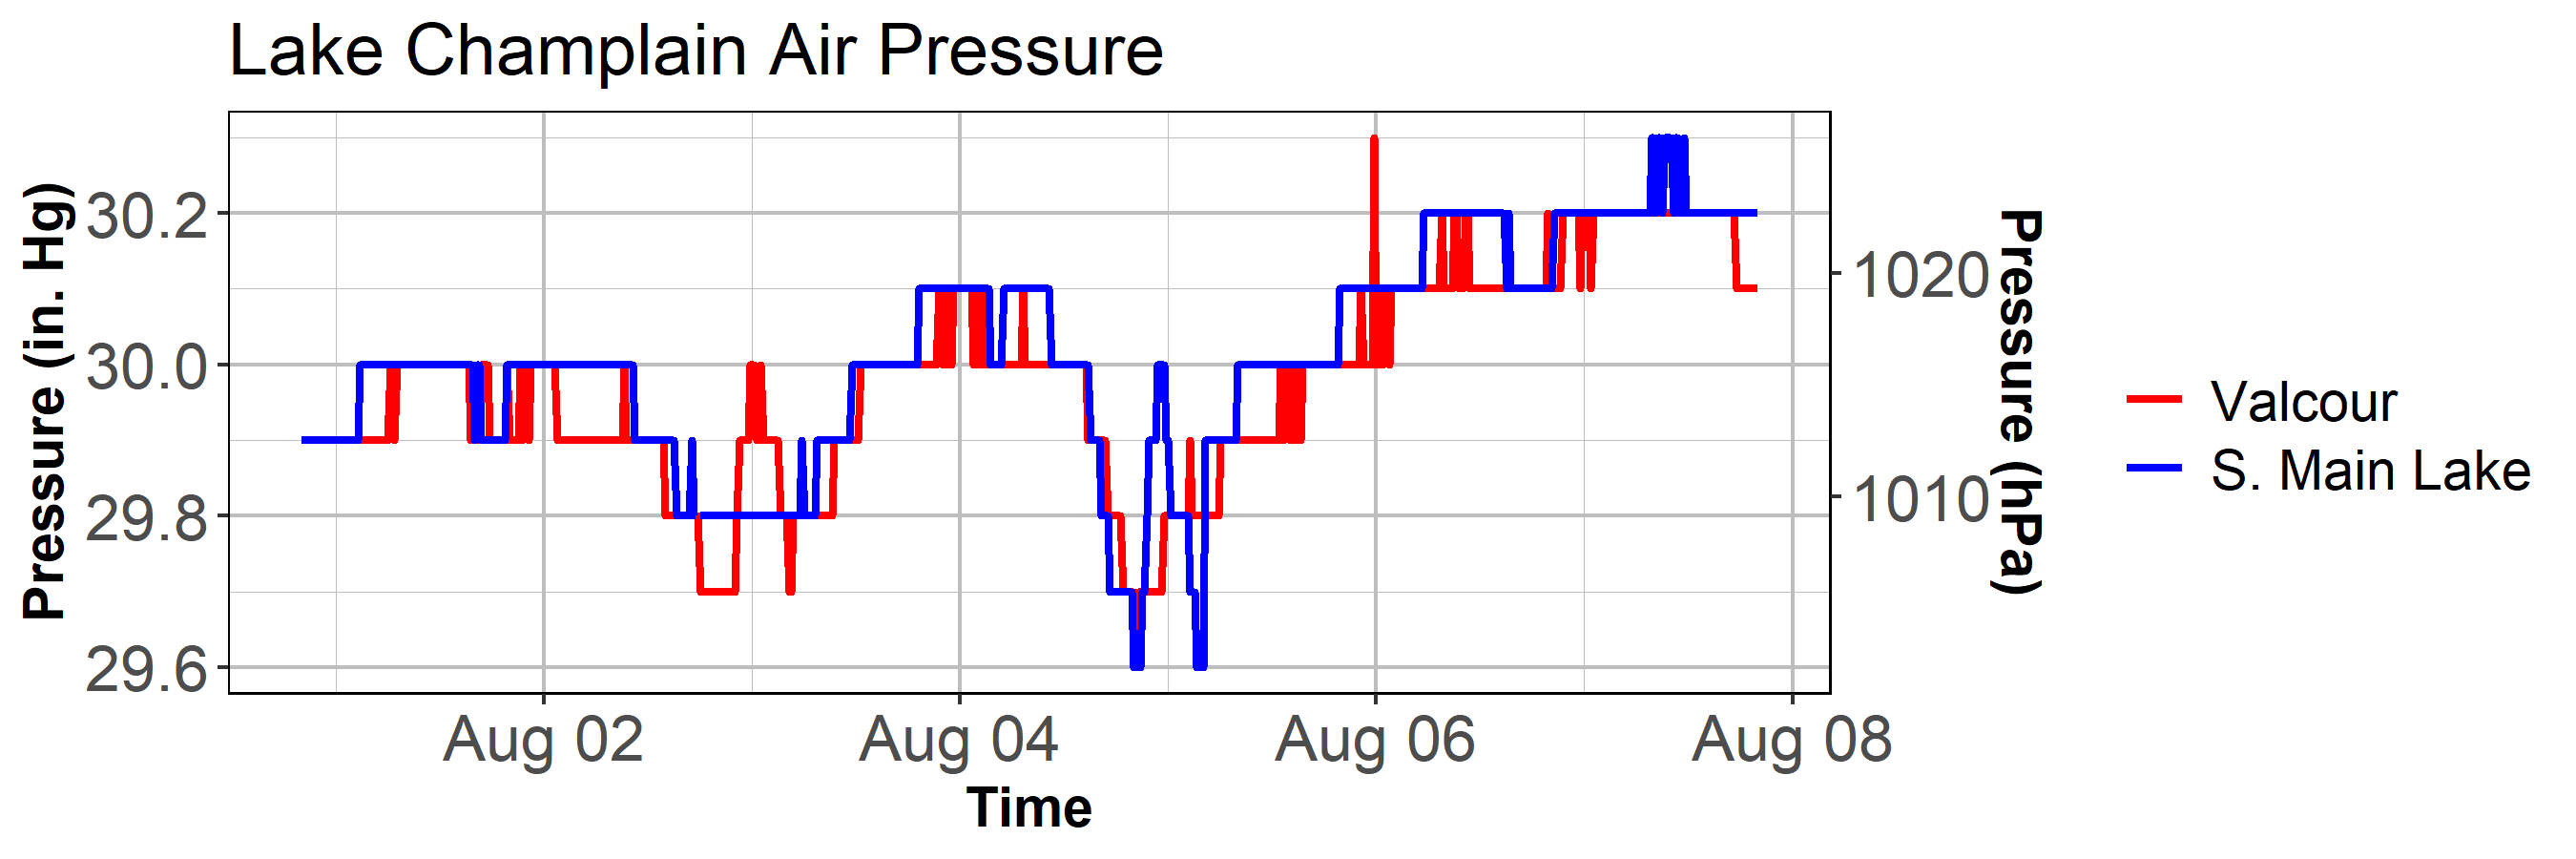 Lake Champlain Air Pressure
Pressure (in. Hg)
30.2
30.0
29.8
29.6
1020
1010
Pressure (hPa)
Aug 02
Aug 04
Aug 06
Aug 08
Time
Valcour
S. Main Lake